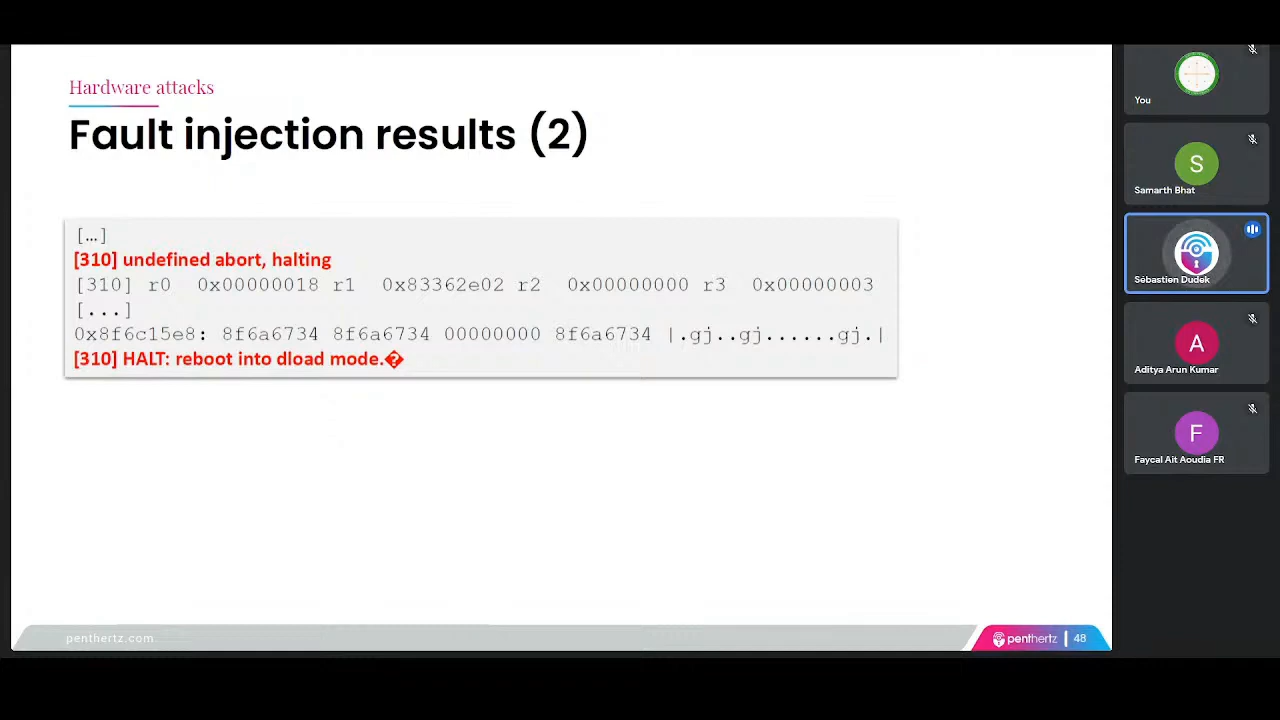 Hardware attacks
Fault injection results (2)
[…]
[310] undefined abort, halting
[310] r0 0x00000018 r1 0x83362e02 r2 0x00000000 r3 0x00000003
[...]
0x8f6c15e8: 8f6a6734 8f6a6734 00000000 8f6a6734 |.gj..gj......gj.|
[310] HALT: reboot into dload mode.�
penthertz.com
penthertz | 48
You
S
Samarth Bhat
Sébastien Dudek
A
Aditya Arun Kumar
F
Faycal Ait Aoudia FR